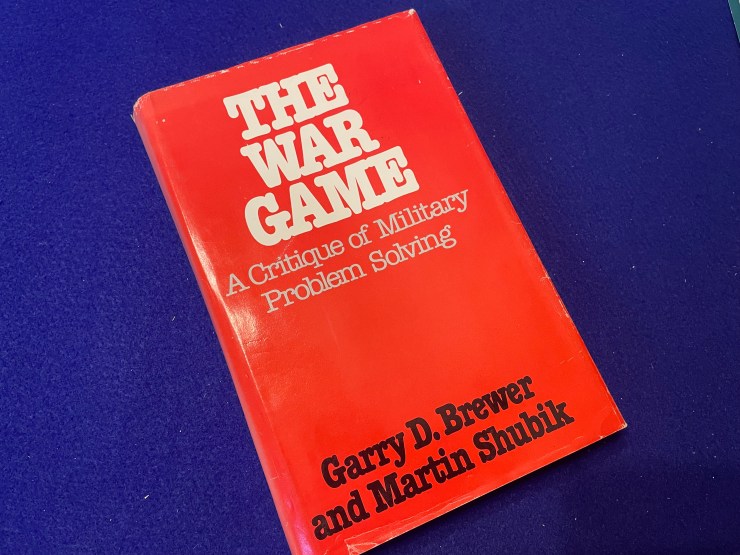 THE
WAR
GAME
A Critique of Military
Problem Solving
Garry D. Brewer
and Martin Shubik